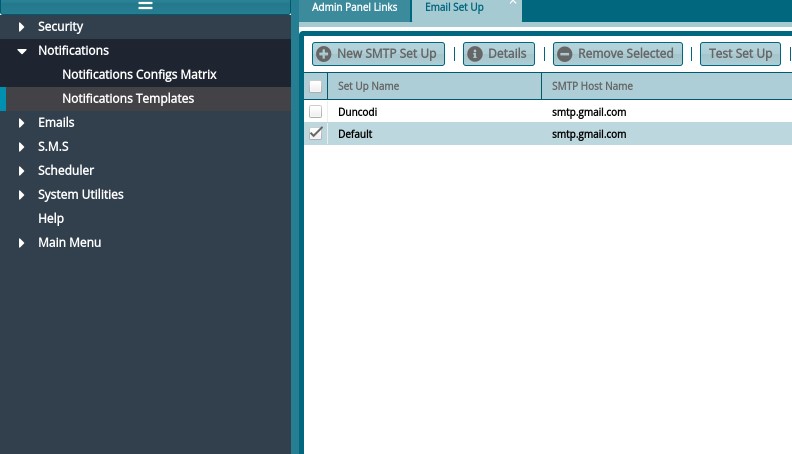 Admin Panel Links Email Set Up
Security
Notifications
Notifications Configs Matrix
Notifications Templates
Emails
S.M.S
Scheduler
System Utilities
Help
Main Menu
New SMTP Set Up Details Remove Selected Test Set Up
Set Up Name SMTP Host Name
Duncodi smtp.gmail.com
Default smtp.gmail.com